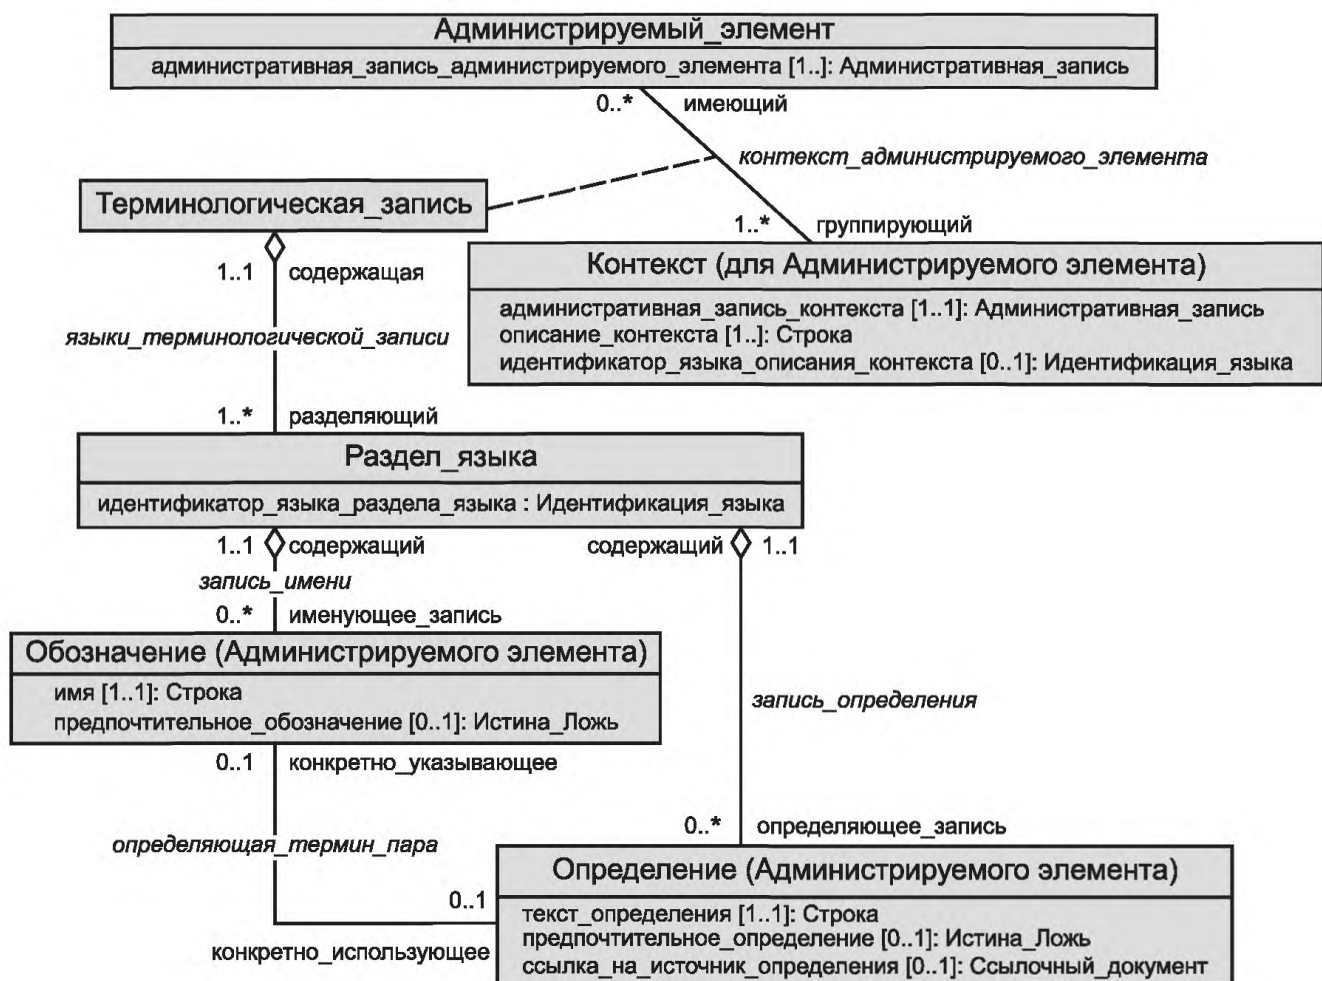 Администрируемый_элемент
административная_запись_администрируемого_элемента [1..]: Административная_запись
0..* имеющий
контекст_администрируемого_элемента
Терминологическая_запись
1..* группирующий
1..1 содержащая
Контекст (для Администрируемого элемента)
административная_запись_контекста [1..1]: Административная_запись
описание_контекста [1..]: Строка
идентификатор_языка_описания_контекста [0..1]: Идентификация_языка
языки_терминологической_записи
1..* разделяющий
Раздел_языка
идентификатор_языка_раздела_языка : Идентификация_языка
1..1 содержащий
содержащий 1..1
запись_имени
0..* именующее_запись
Обозначение (Администрируемого элемента)
имя [1..1]: Строка
предпочтительное_обозначение [0..1]: Истина_Ложь
запись_определения
0..1 конкретно_указывающее
0..* определяющее_запись
определяющая_термин_пара
Определение (Администрируемого элемента)
0..1
текст_определения [1..1]: Строка
предпочтительное_определение [0..1]: Истина_Ложь
ссылка_на_источник_определения [0..1]: Ссылочный_документ
конкретно_использующее